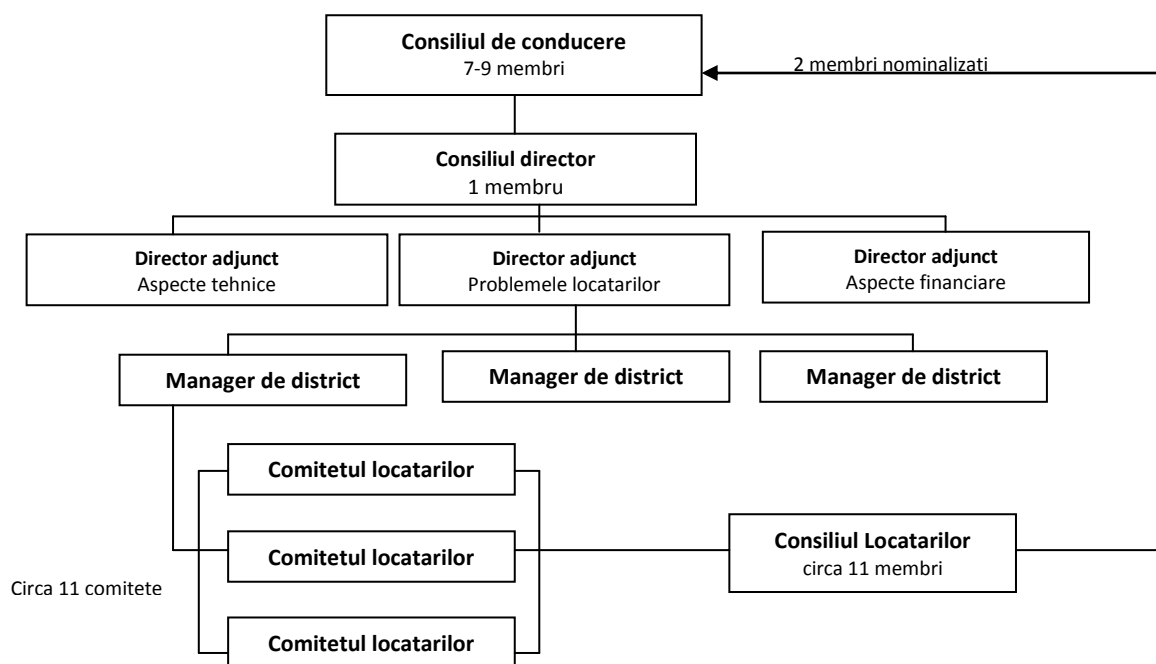 Consiliul de conducere
7-9 membri
2 membri nominalizati
Consiliul director
1 membru
Director adjunct
Aspecte tehnice
Director adjunct
Problemele locatarilor
Director adjunct
Aspecte financiare
Manager de district
Manager de district
Manager de district
Comitetul locatarilor
Comitetul locatarilor
Consiliul Locatarilor
circa 11 membri
Circa 11 comitete
Comitetul locatarilor